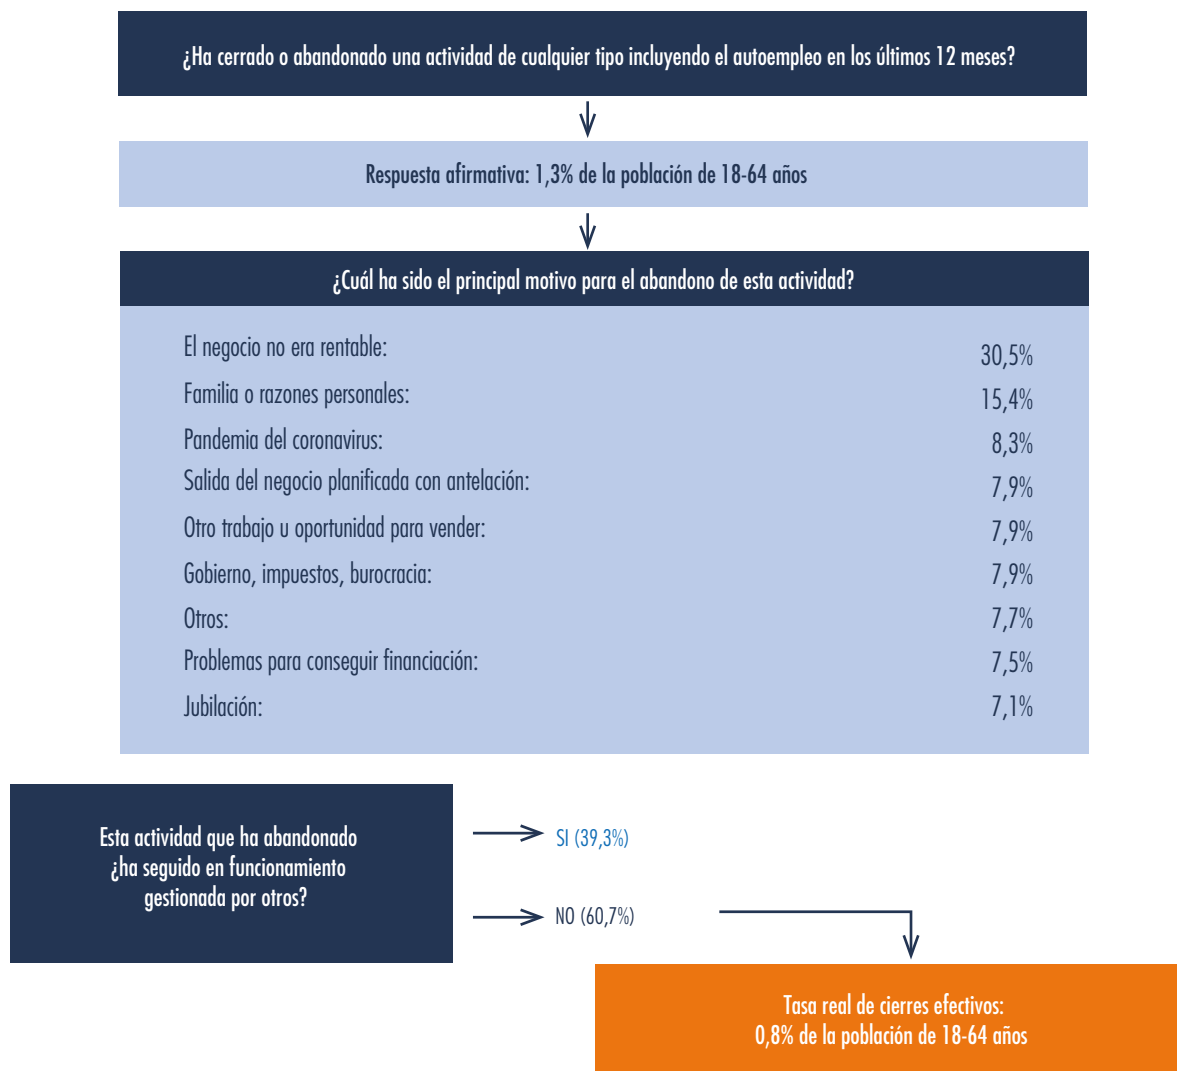 ¿Ha cerrado o abandonado una actividad de cualquier tipo incluyendo el autoempleo en los últimos 12 meses?
Respuesta afirmativa: 1,3% de la población de 18-64 años
¿Cuál ha sido el principal motivo para el abandono de esta actividad?
El negocio no era rentable: 30,5%
Familia o razones personales: 15,4%
Pandemia del coronavirus: 8,3%
Salida del negocio planificada con antelación: 7,9%
Otro trabajo u oportunidad para vender: 7,9%
Gobierno, impuestos, burocracia: 7,9%
Otros: 7,7%
Problemas para conseguir financiación: 7,5%
Jubilación: 7,1%
Esta actividad que ha abandonado
¿ha seguido en funcionamiento
gestionada por otros?
SI (39,3%)
NO (60,7%)
Tasa real de cierres efectivos:
0,8% de la población de 18-64 años